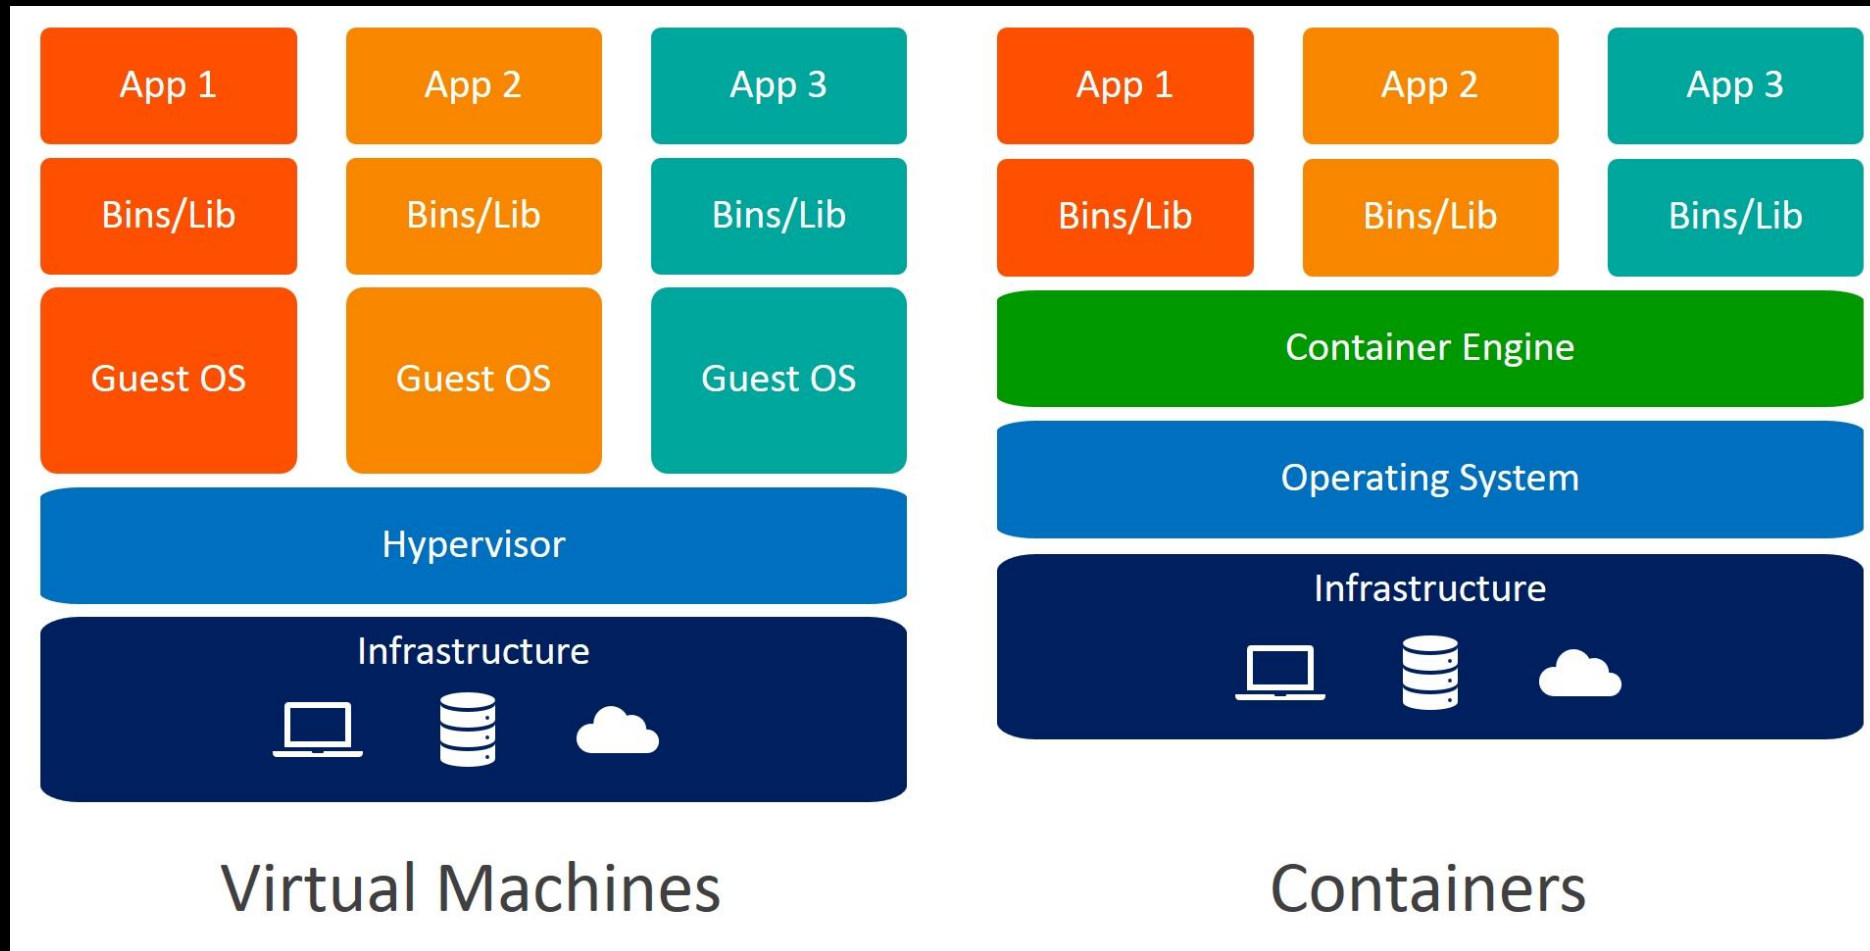 App 1
App 2
App 3
Bins/Lib
Bins/Lib
Bins/Lib
Guest OS
Guest OS
Guest OS
Hypervisor
Infrastructure
Virtual Machines
App 1
App 2
App 3
Bins/Lib
Bins/Lib
Bins/Lib
Container Engine
Operating System
Infrastructure
Containers